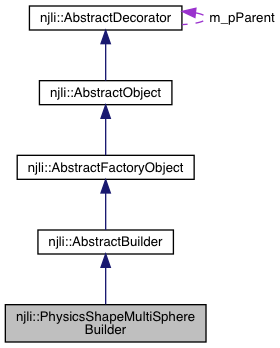 njli::AbstractDecorator
m_pParent
njli::AbstractObject
njli::AbstractFactoryObject
njli::AbstractBuilder
njli::PhysicsShapeMultiSphere
Builder